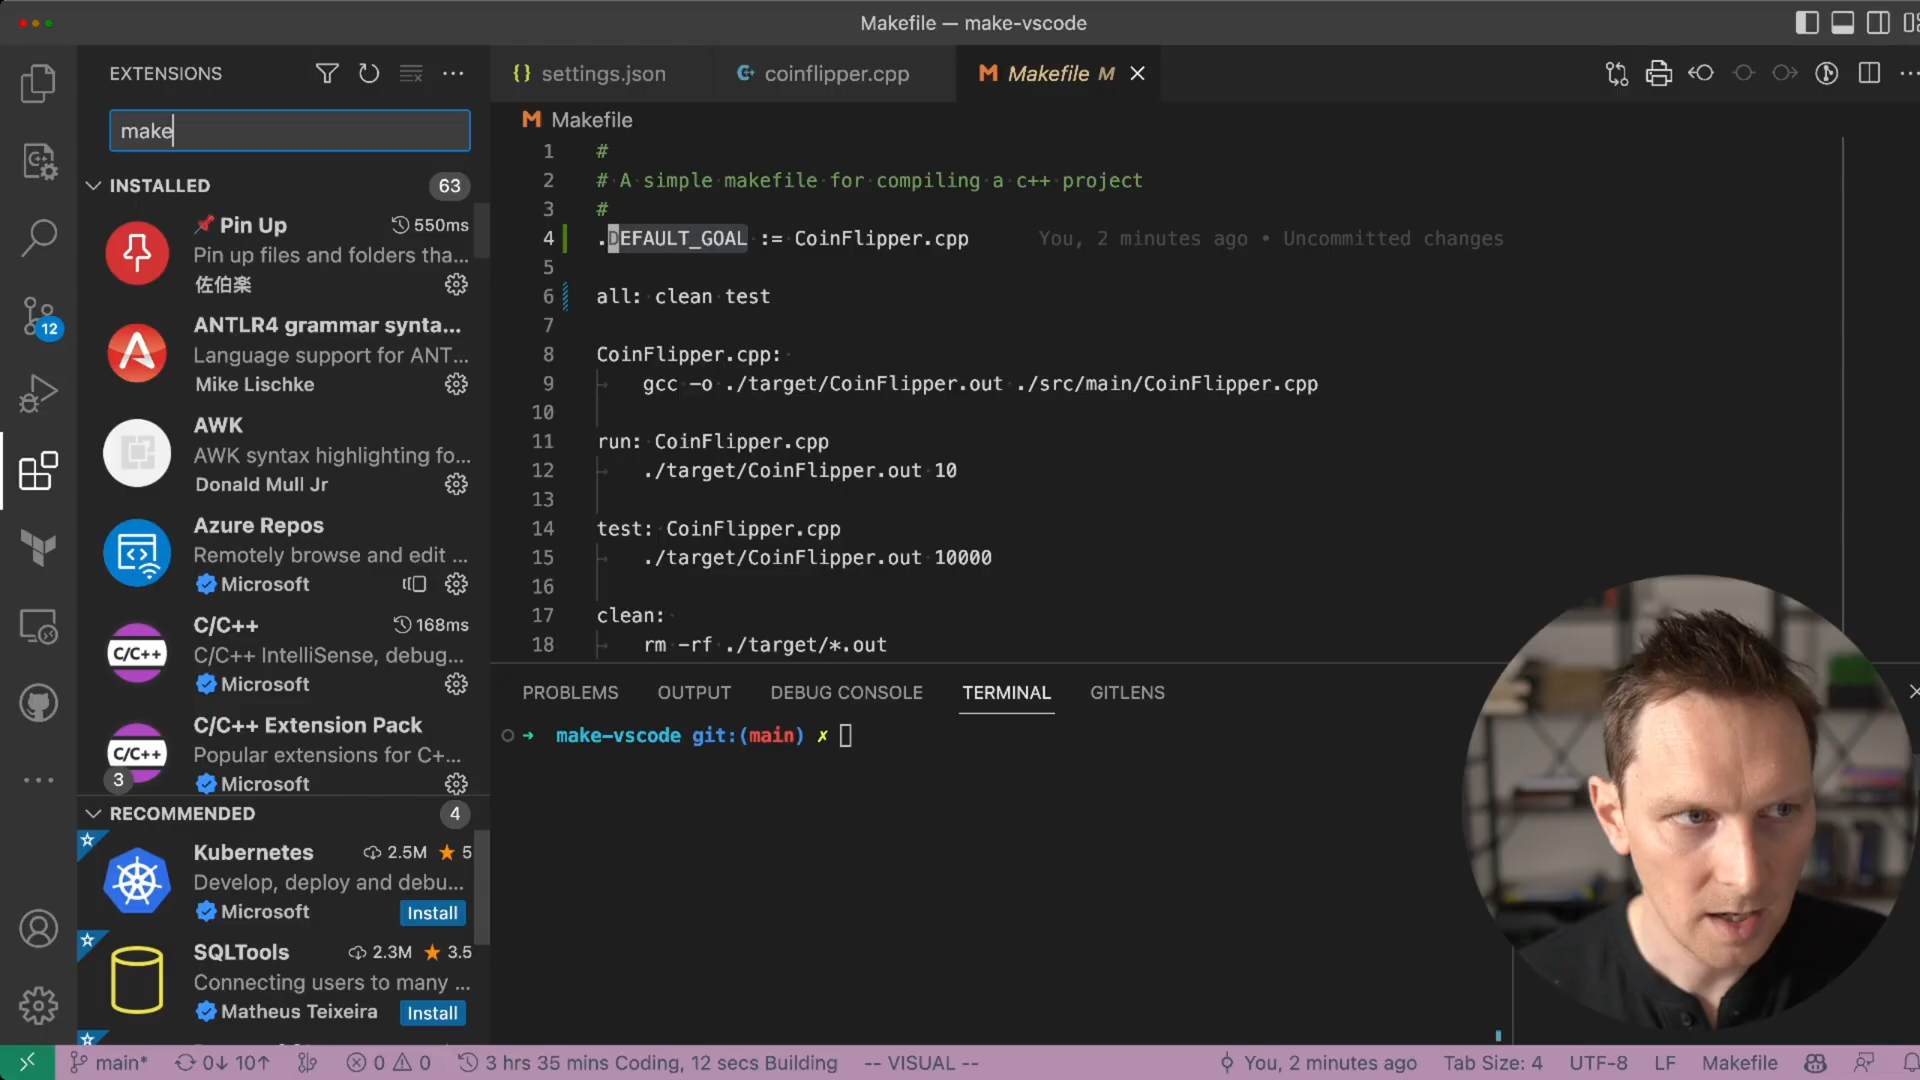 Makefile — make-vscode
EXTENSIONS
make
INSTALLED 63
Pin Up 550ms
Pin up files and folders tha...
佐伯楽
ANTLR4 grammar synta...
Language support for ANT...
Mike Lischke
AWK
AWK syntax highlighting fo...
Donald Mull Jr
Azure Repos
Remotely browse and edit ...
Microsoft
C/C++ 168ms
C/C++ IntelliSense, debug...
Microsoft
C/C++
C/C++ Extension Pack
Popular extensions for C+...
Microsoft
C/C++
3
RECOMMENDED 4
Kubernetes 2.5M 5
Develop, deploy and debu...
Microsoft Install
SQLTools 2.3M 3.5
Connecting users to many ...
Matheus Teixeira Install
12
{} settings.json
C+ coinflipper.cpp
M Makefile M
M Makefile
1 #
2 # A simple makefile for compiling a c++ project
3 #
4 .DEFAULT_GOAL := CoinFlipper.cpp You, 2 minutes ago • Uncommitted changes
5
6 all: clean test
7
8 CoinFlipper.cpp:
9 gcc -o ./target/CoinFlipper.out ./src/main/CoinFlipper.cpp
10
11 run: CoinFlipper.cpp
12 ./target/CoinFlipper.out 10
13
14 test: CoinFlipper.cpp
15 ./target/CoinFlipper.out 10000
16
17 clean:
18 rm -rf ./target/*.out
PROBLEMS OUTPUT DEBUG CONSOLE TERMINAL GITLENS
make-vscode git:(main) ✗
main* 0↓ 10↑ 0 0 3 hrs 35 mins Coding, 12 secs Building -- VISUAL -- You, 2 minutes ago Tab Size: 4 UTF-8 LF Makefile